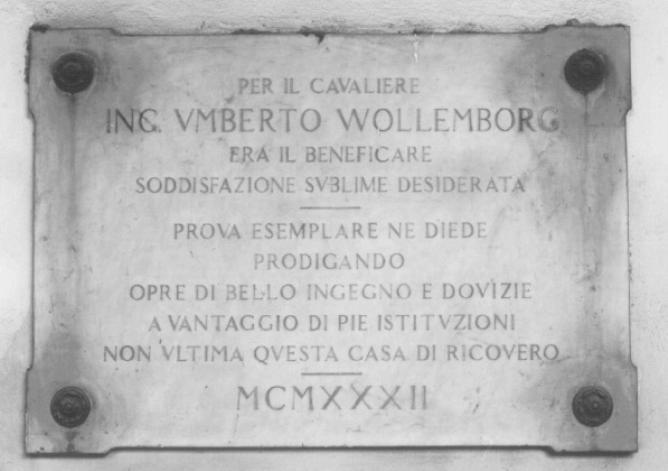 PER IL CAVALIERE
ING. VMBERTO WOLLEMBORG
ERA IL BENEFICARE
SODDISFAZIONE SVBLIME DESIDERATA
PROVA ESEMPLARE NE DIEDE
PRODIGANDO
OPRE DI BELLO INGEGNO E DOVIZIE
A VANTAGGIO DI PIE ISTITVZIONI
NON VLTIMA QVESTA CASA DI RICOVERO
MCMXXXII